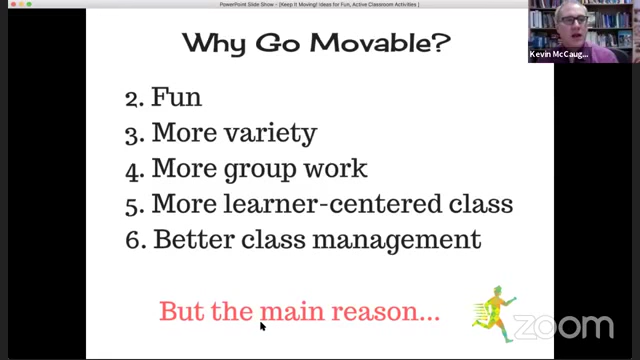 PowerPoint Slide Show - [Keep It Moving! Ideas for Fun, Active Classroom Activities ]
Kevin McCaug...
Why Go Movable?
2. Fun
3. More variety
4. More group work
5. More learner-centered class
6. Better class management
But the main reason...
zoom